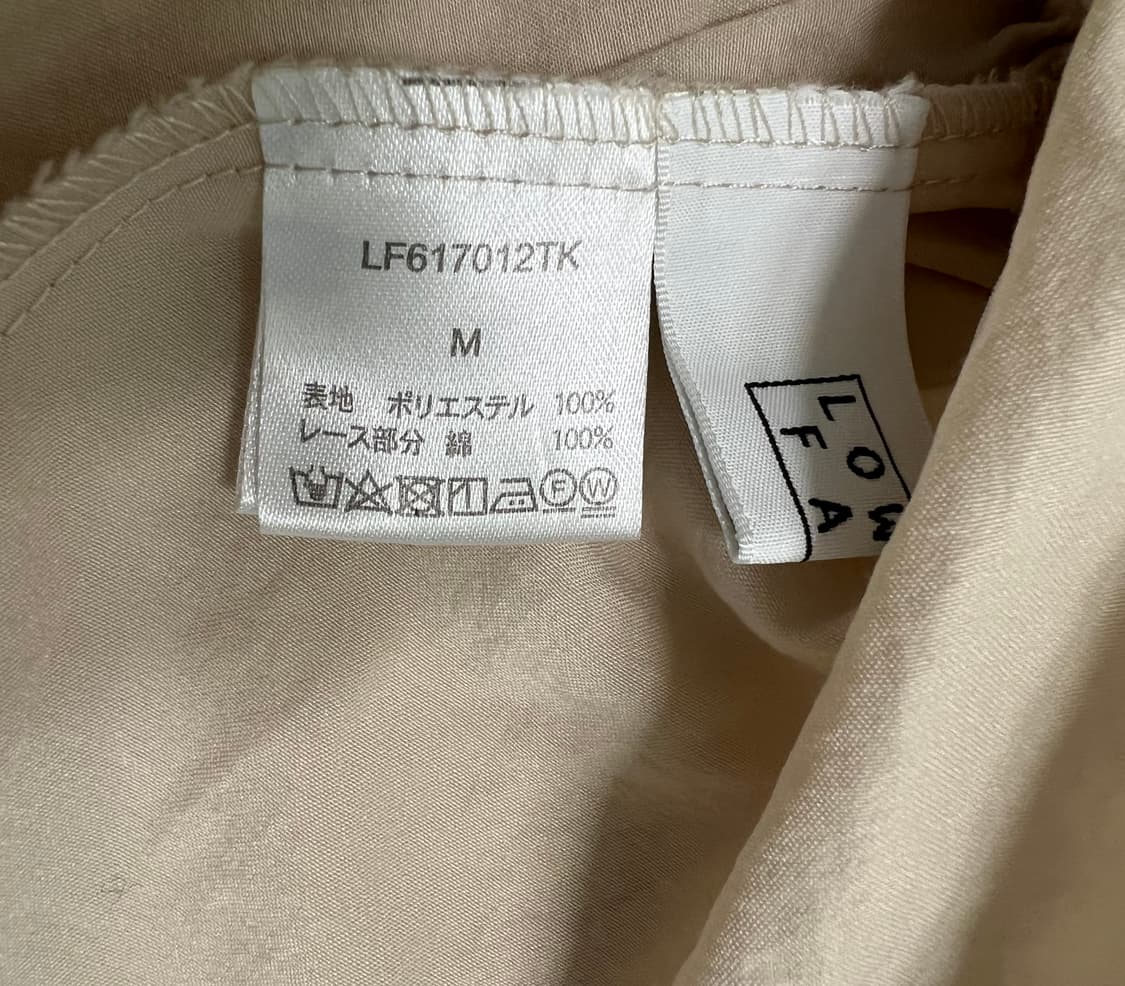 LF617012TK
M
表地 ポリエステル 100%
レース部分 綿 100%
F W
LOW
FA